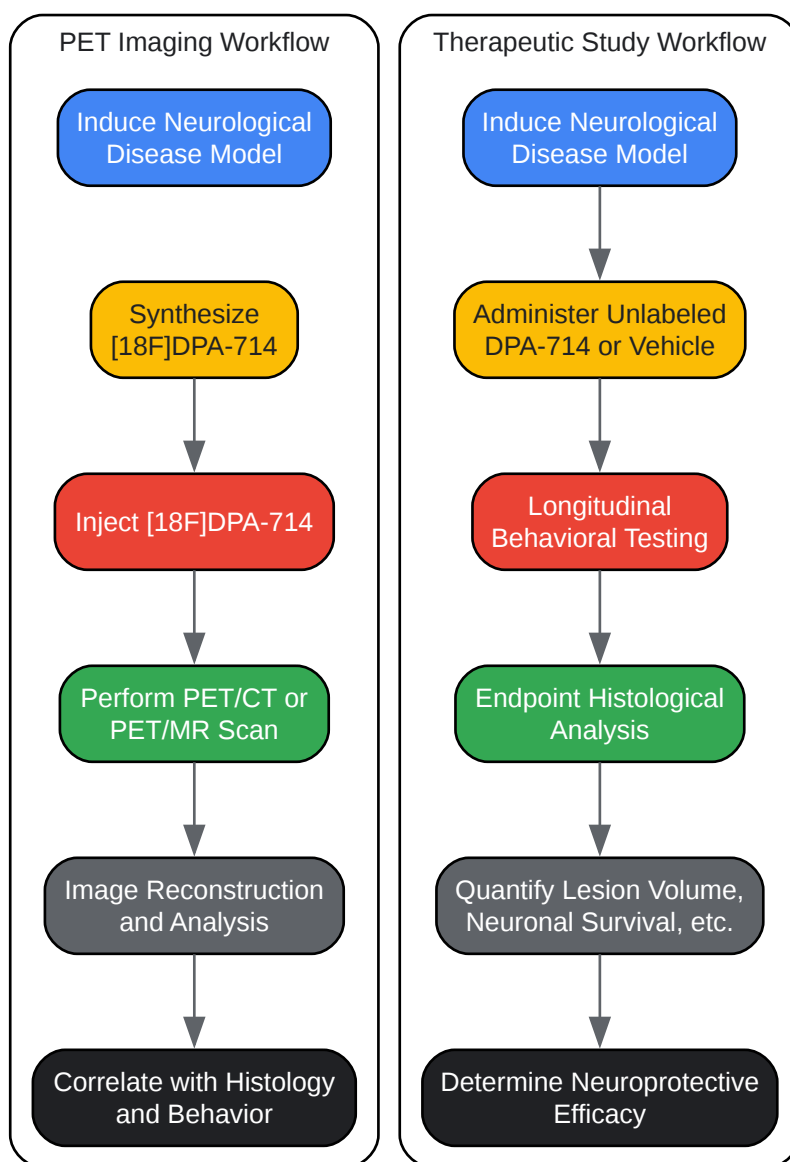 PET Imaging Workflow
Induce Neurological
Disease Model
Synthesize
[18F]DPA-714
Inject [18F]DPA-714
Perform PET/CT or
PET/MR Scan
Image Reconstruction
and Analysis
Correlate with Histology
and Behavior
Therapeutic Study Workflow
Induce Neurological
Disease Model
Administer Unlabeled
DPA-714 or Vehicle
Longitudinal
Behavioral Testing
Endpoint Histological
Analysis
Quantify Lesion Volume,
Neuronal Survival, etc.
Determine Neuroprotective
Efficacy